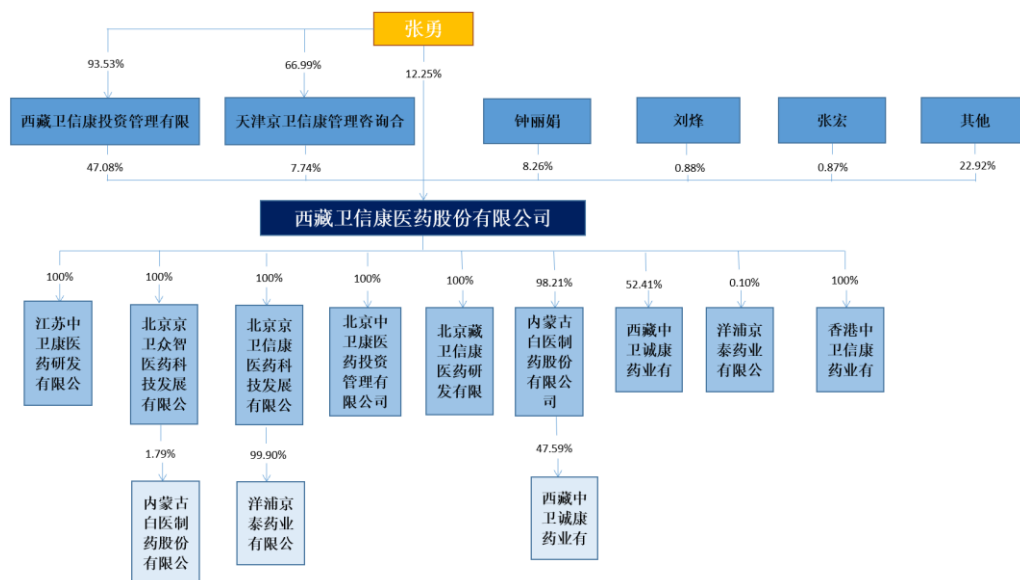 张勇
93.53%
66.99%
12.25%
西藏卫信康投资管理有限
天津京卫信康管理咨询合
钟丽娟
刘烽
张宏
其他
47.08%
7.74%
8.26%
0.88%
0.87%
22.92%
西藏卫信康医药股份有限公司
100%
100%
100%
100%
100%
98.21%
52.41%
0.10%
100%
江苏中
卫康医
药研发
有限公
北京京
卫众智
医药科
技发展
有限公
北京京
卫信康
医药科
技发展
有限公
北京中
卫康医
药投资
管理有
限公司
北京藏
卫信康
医药研
发有限
内蒙古
白医制
药股份
有限公
司
西藏中
卫诚康
药业有
洋浦京
泰药业
有限公
香港中
卫信康
药业有
1.79%
99.90%
47.59%
内蒙古
白医制
药股份
有限公
洋浦京
泰药业
有限公
西藏中
卫诚康
药业有